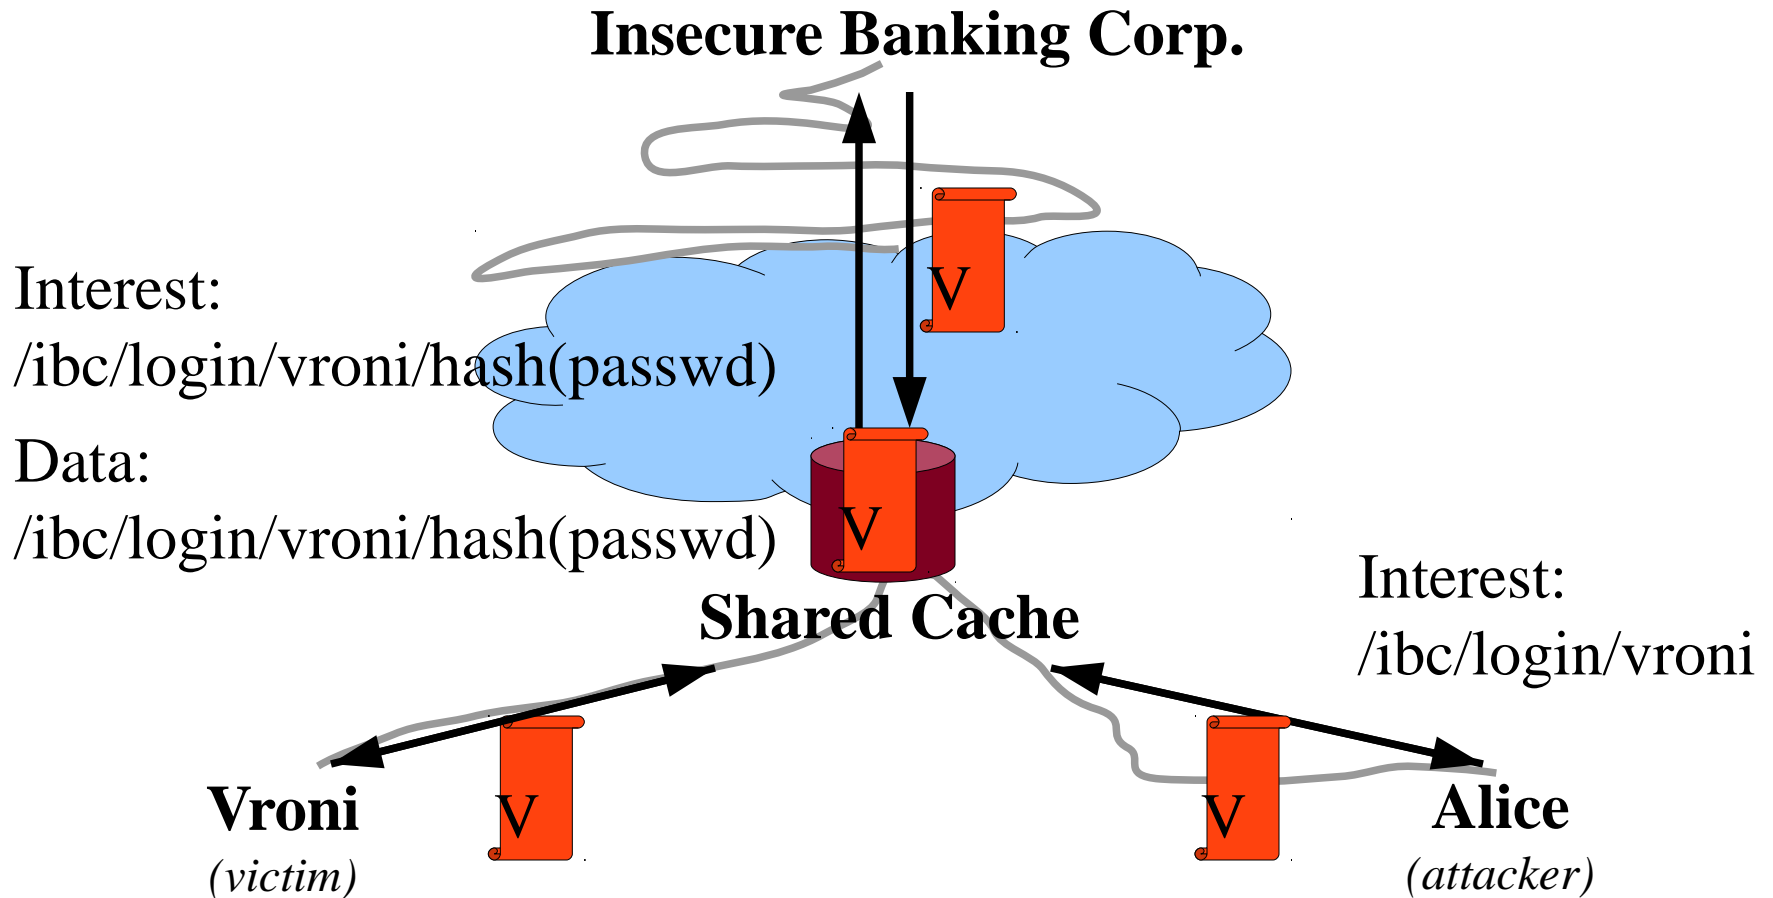 Insecure Banking Corp.
V
Interest:
/ibc/login/vroni/hash(passwd)
Data:
/ibc/login/vroni/hash(passwd)
V
Shared Cache
Interest:
/ibc/login/vroni
V
V
Vroni
(victim)
Alice
(attacker)